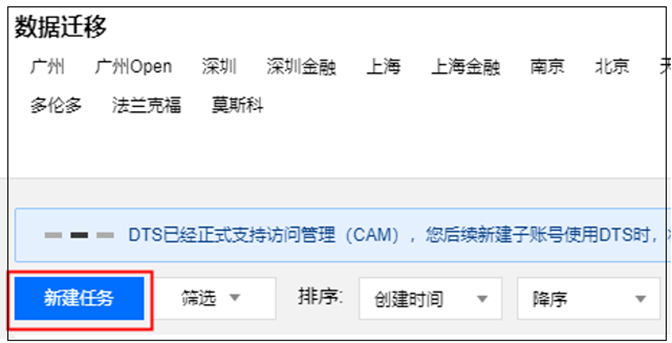 数据迁移
广州 广州Open 深圳 深圳金融 上海 上海金融 南京 北京
多伦多 法兰克福 莫斯科
DTS已经正式支持访问管理（CAM），您后续新建子账号使用DTS时，
新建任务 筛选 排序: 创建时间 降序